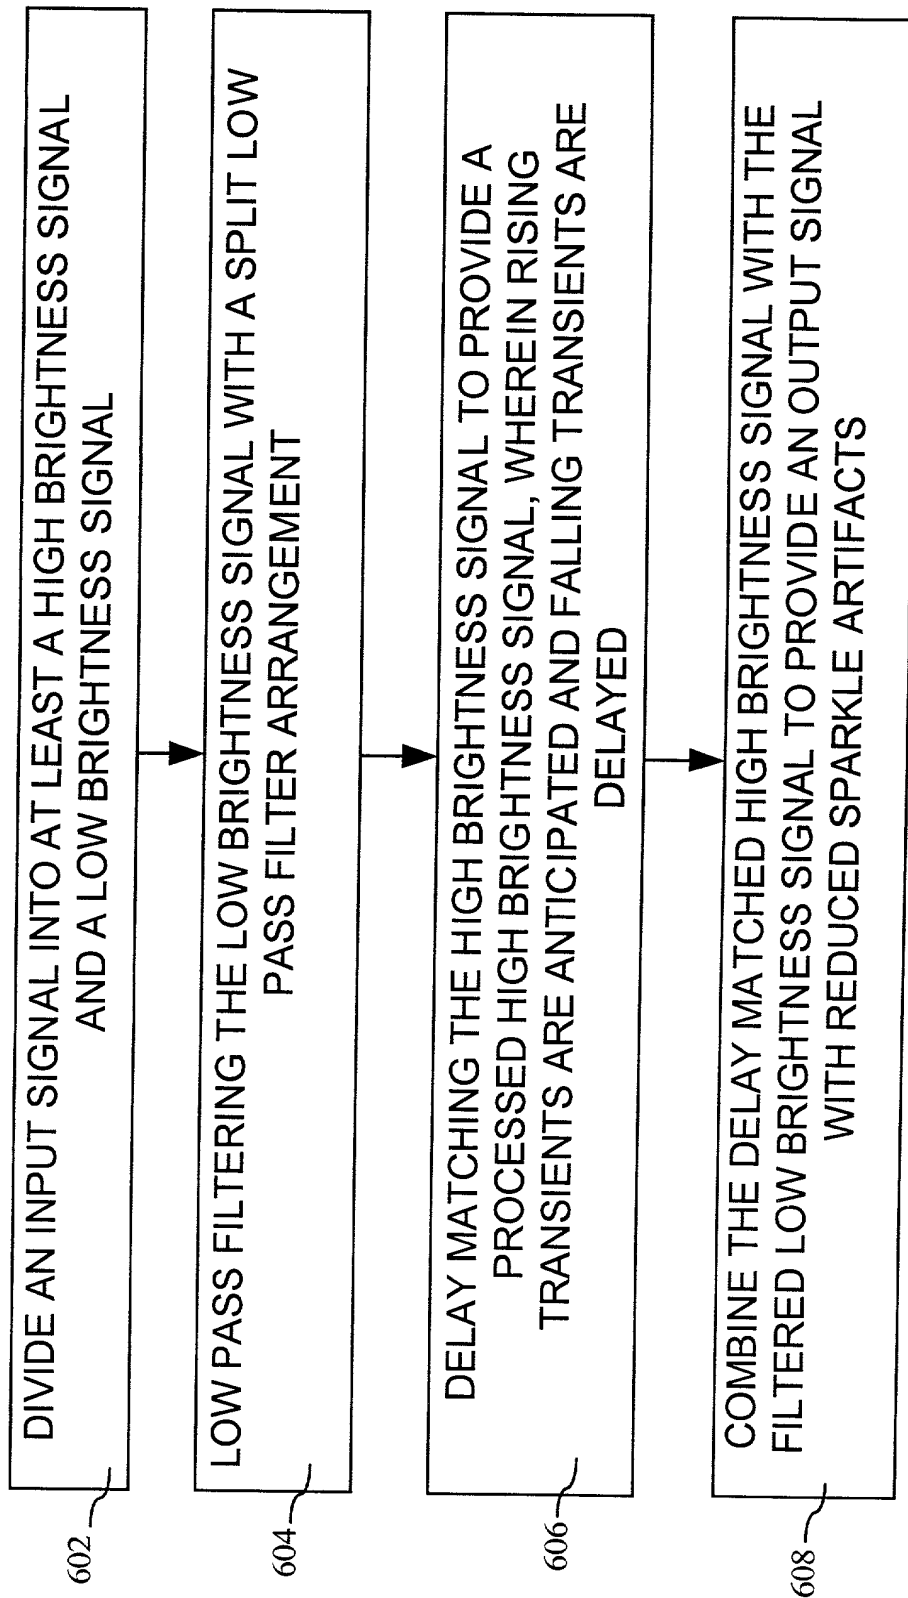 DIVIDE AN INPUT SIGNAL INTO AT LEAST A HIGH BRIGHTNESS SIGNAL
AND A LOW BRIGHTNESS SIGNAL
602
LOW PASS FILTERING THE LOW BRIGHTNESS SIGNAL WITH A SPLIT LOW
PASS FILTER ARRANGEMENT
604
DELAY MATCHING THE HIGH BRIGHTNESS SIGNAL TO PROVIDE A
PROCESSED HIGH BRIGHTNESS SIGNAL, WHEREIN RISING
TRANSIENTS ARE ANTICIPATED AND FALLING TRANSIENTS ARE
DELAYED
606
COMBINE THE DELAY MATCHED HIGH BRIGHTNESS SIGNAL WITH THE
FILTERED LOW BRIGHTNESS SIGNAL TO PROVIDE AN OUTPUT SIGNAL
WITH REDUCED SPARKLE ARTIFACTS
608